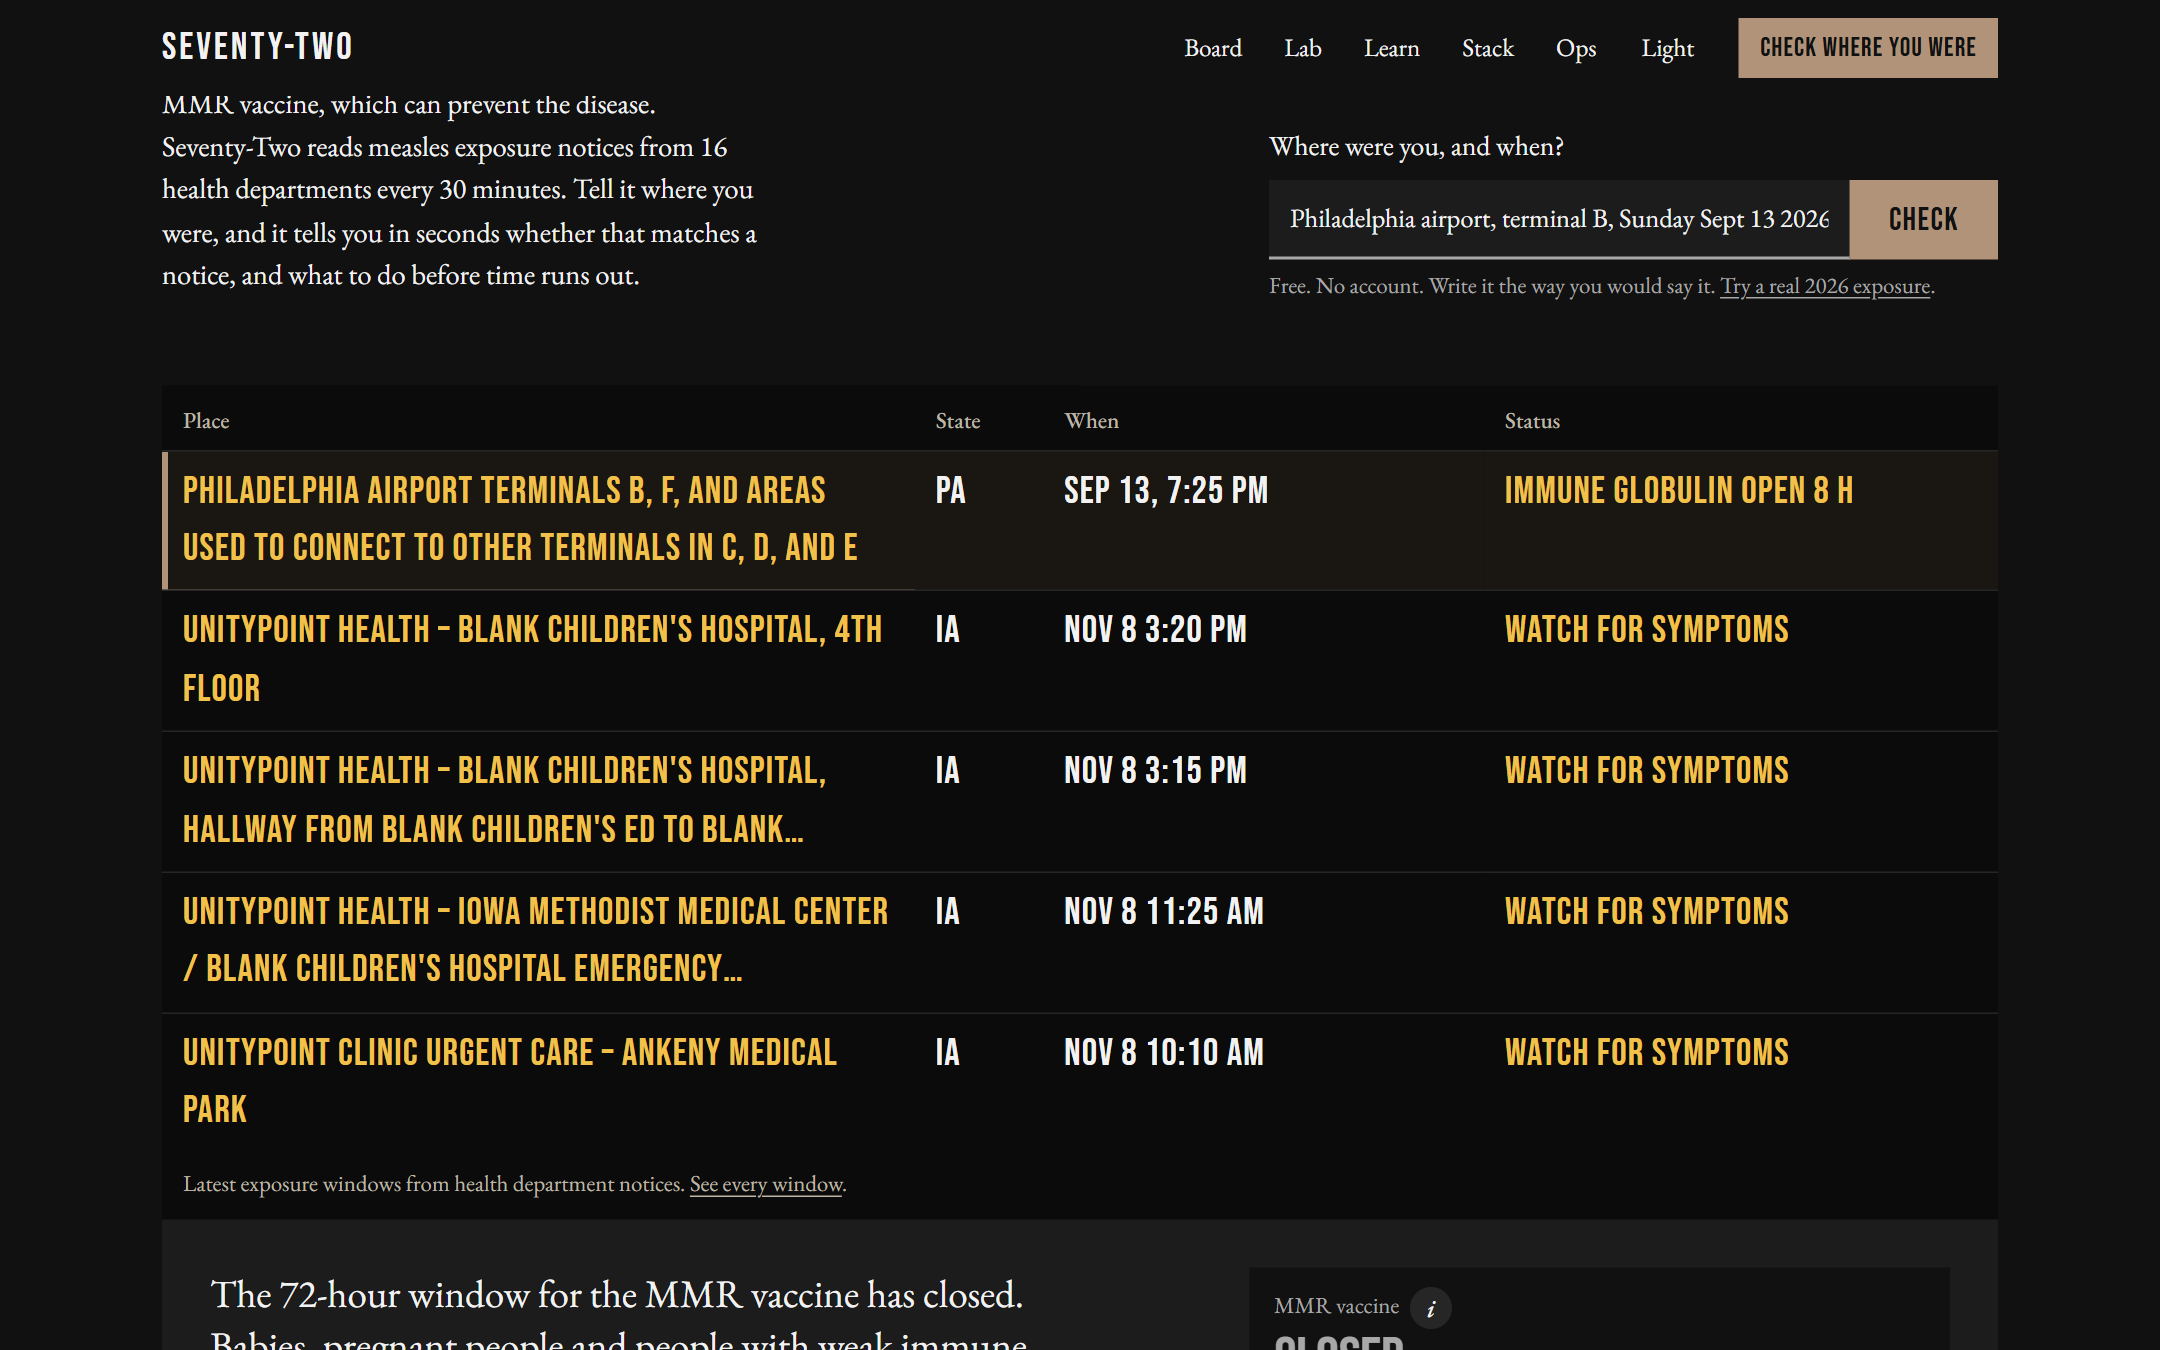 SEVENTY-TWO
Board Lab Learn Stack Ops Light CHECK WHERE YOU WERE
MMR vaccine, which can prevent the disease.
Seventy-Two reads measles exposure notices from 16
health departments every 30 minutes. Tell it where you
were, and it tells you in seconds whether that matches a
notice, and what to do before time runs out.
Where were you, and when?
Philadelphia airport, terminal B, Sunday Sept 13 2026
CHECK
Free. No account. Write it the way you would say it. Try a real 2026 exposure.
Place State When Status
PHILADELPHIA AIRPORT TERMINALS B, F, AND AREAS
USED TO CONNECT TO OTHER TERMINALS IN C, D, AND E
PA
SEP 13, 7:25 PM
IMMUNE GLOBULIN OPEN 8 H
UNITYPOINT HEALTH – BLANK CHILDREN'S HOSPITAL, 4TH
FLOOR
IA
NOV 8 3:20 PM
WATCH FOR SYMPTOMS
UNITYPOINT HEALTH – BLANK CHILDREN'S HOSPITAL,
HALLWAY FROM BLANK CHILDREN'S ED TO BLANK…
IA
NOV 8 3:15 PM
WATCH FOR SYMPTOMS
UNITYPOINT HEALTH – IOWA METHODIST MEDICAL CENTER
/ BLANK CHILDREN'S HOSPITAL EMERGENCY…
IA
NOV 8 11:25 AM
WATCH FOR SYMPTOMS
UNITYPOINT CLINIC URGENT CARE – ANKENY MEDICAL
PARK
IA
NOV 8 10:10 AM
WATCH FOR SYMPTOMS
Latest exposure windows from health department notices. See every window.
The 72-hour window for the MMR vaccine has closed.
Babies, pregnant people and people with weak immune
MMR vaccine i
CLOSED